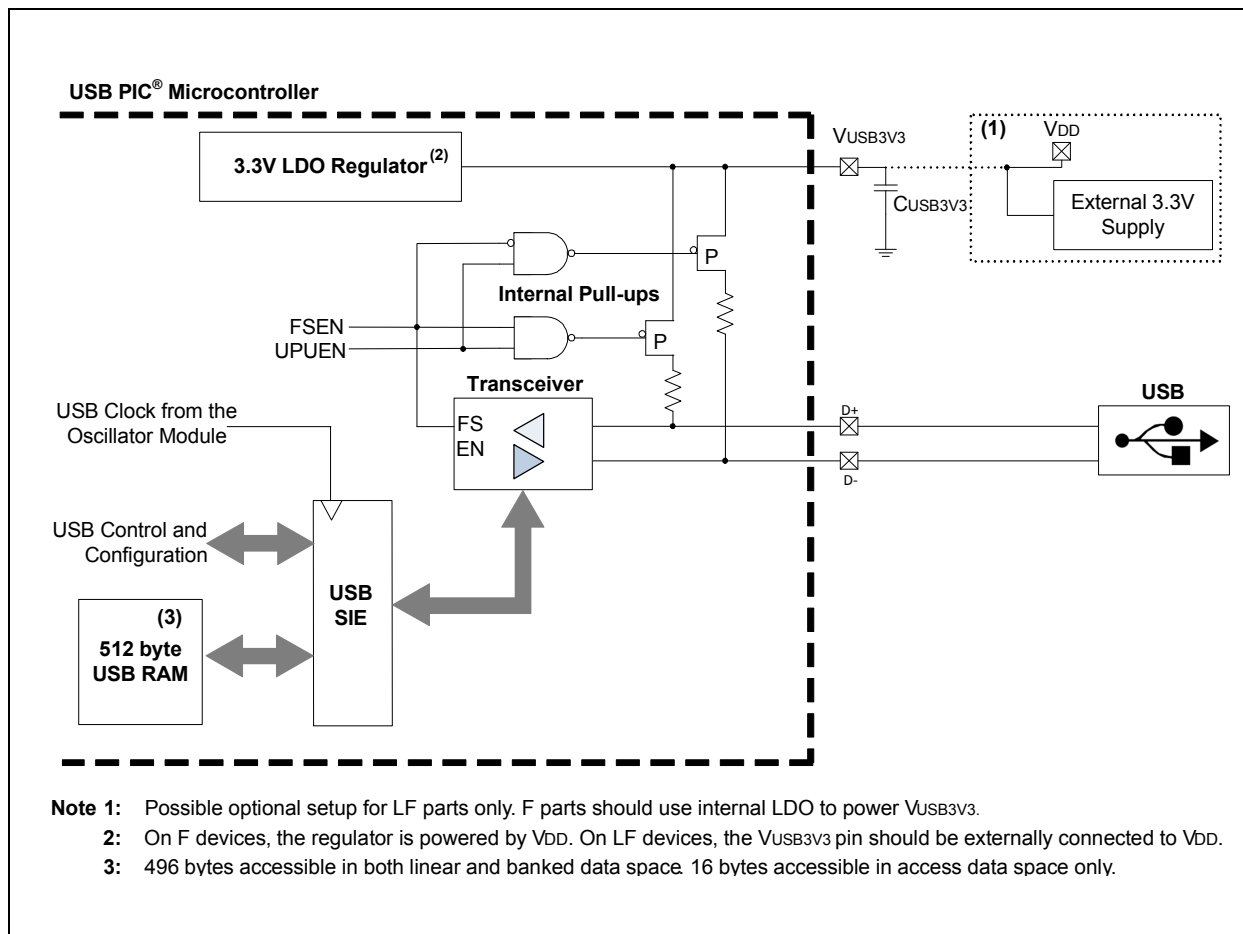 USB PIC® Microcontroller
3.3V LDO Regulator(2)
VUSB3V3
(1)
VDD
CUSB3V3
External 3.3V
Supply
P
Internal Pull-ups
FSEN
UPUEN
P
Transceiver
FS
EN
USB Clock from the
Oscillator Module
D+
D-
USB
USB Control and
Configuration
USB
SIE
(3)
512 byte
USB RAM
Note 1: Possible optional setup for LF parts only. F parts should use internal LDO to power VUSB3V3.
2: On F devices, the regulator is powered by VDD. On LF devices, the VUSB3V3 pin should be externally connected to VDD.
3: 496 bytes accessible in both linear and banked data space. 16 bytes accessible in access data space only.